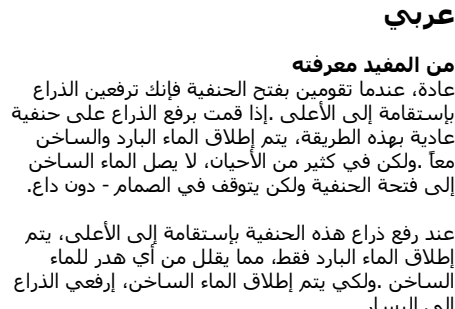 عربي
من المفيد معرفته
عادة، عندما تقومين بفتح الحنفية فإنك ترفعين الذراع
بإستقامة إلى الأعلى .إذا قمت برفع الذراع على حنفية
عادية بهذه الطريقة، يتم إطلاق الماء البارد والساخن
معاً .ولكن في كثير من الأحيان، لا يصل الماء الساخن
إلى فتحة الحنفية ولكن يتوقف في الصمام - دون داع.
عند رفع ذراع هذه الحنفية بإستقامة إلى الأعلى، يتم
إطلاق الماء البارد فقط، مما يقلل من أي هدر للماء
الساخن .ولكي يتم إطلاق الماء الساخن، إرفعي الذراع
إلى اليسار